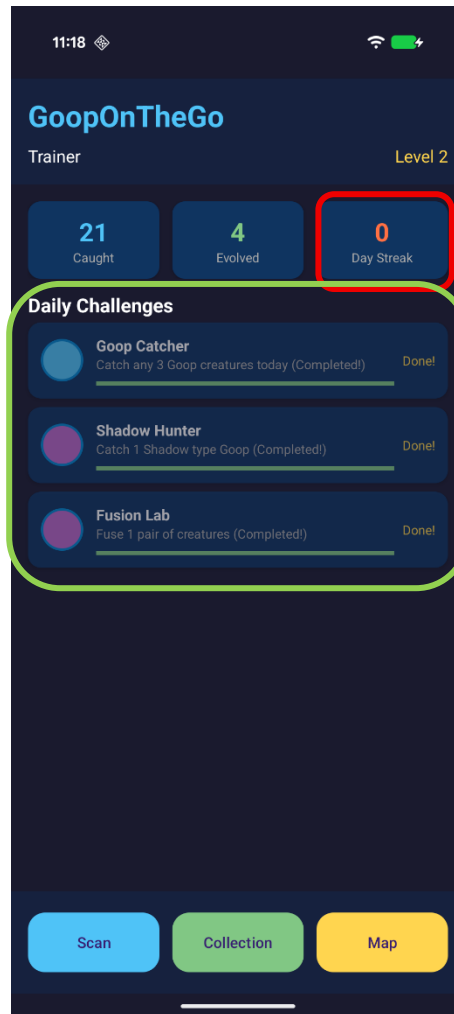 11:18
GoopOnTheGo
Trainer
Level 2
21
Caught
4
Evolved
0
Day Streak
Daily Challenges
Goop Catcher
Catch any 3 Goop creatures today (Completed!)
Done!
Shadow Hunter
Catch 1 Shadow type Goop (Completed!)
Done!
Fusion Lab
Fuse 1 pair of creatures (Completed!)
Done!
Scan
Collection
Map